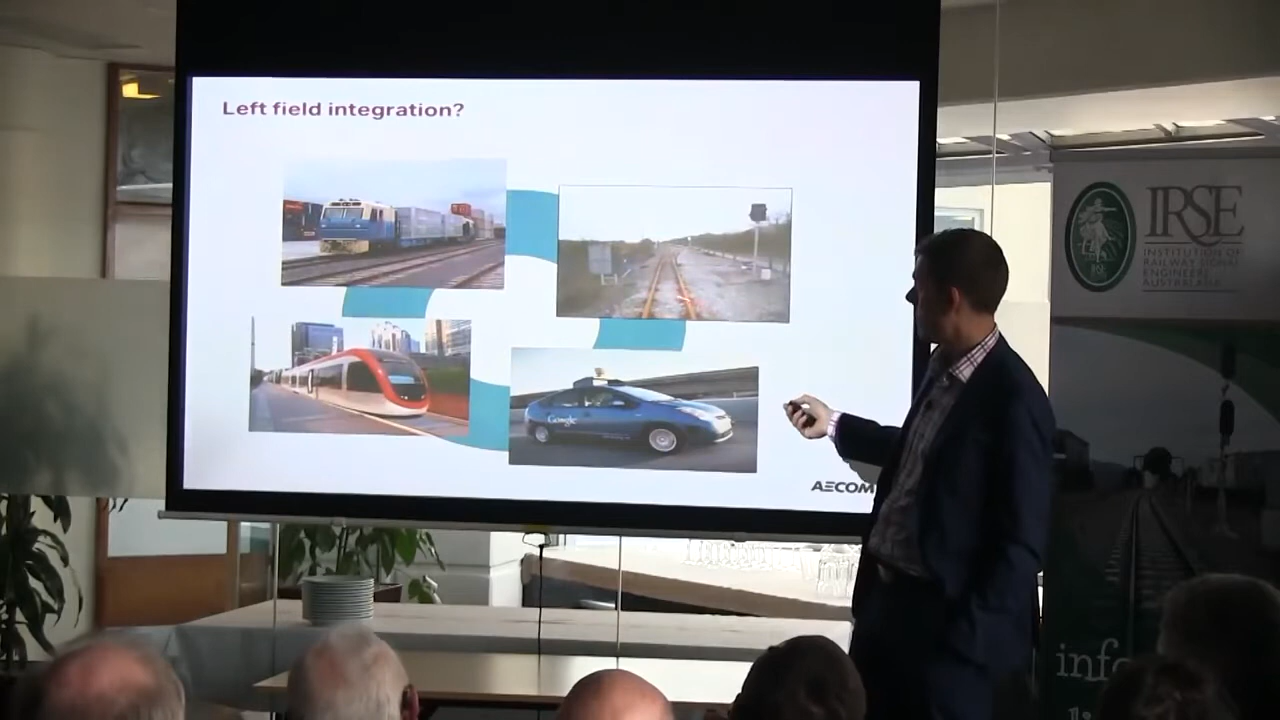 Left field integration?
Google
AECOM
IRSE
INSTITUTION OF
RAILWAY SIGNAL
ENGINEERS
AUSTRALASIA
info